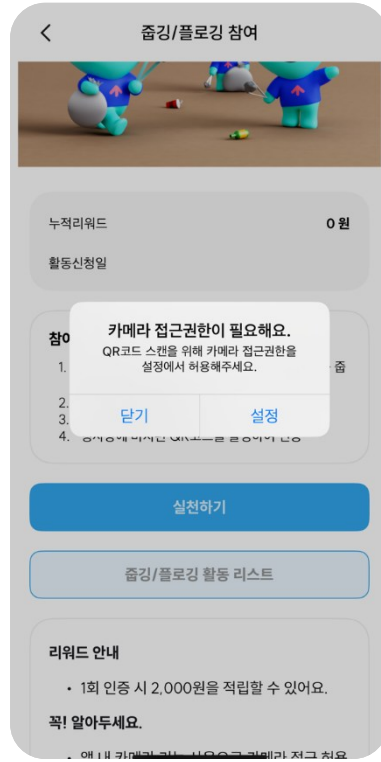 줍깅/플로깅 참여
누적리워드 0 원
활동신청일
카메라 접근권한이 필요해요.
QR코드 스캔을 위해 카메라 접근권한을
설정에서 허용해주세요.
1. 줍
2.
3.
닫기 설정
4.
실천하기
줍깅/플로깅 활동 리스트
리워드 안내
• 1회 인증 시 2,000원을 적립할 수 있어요.
꼭! 알아두세요.